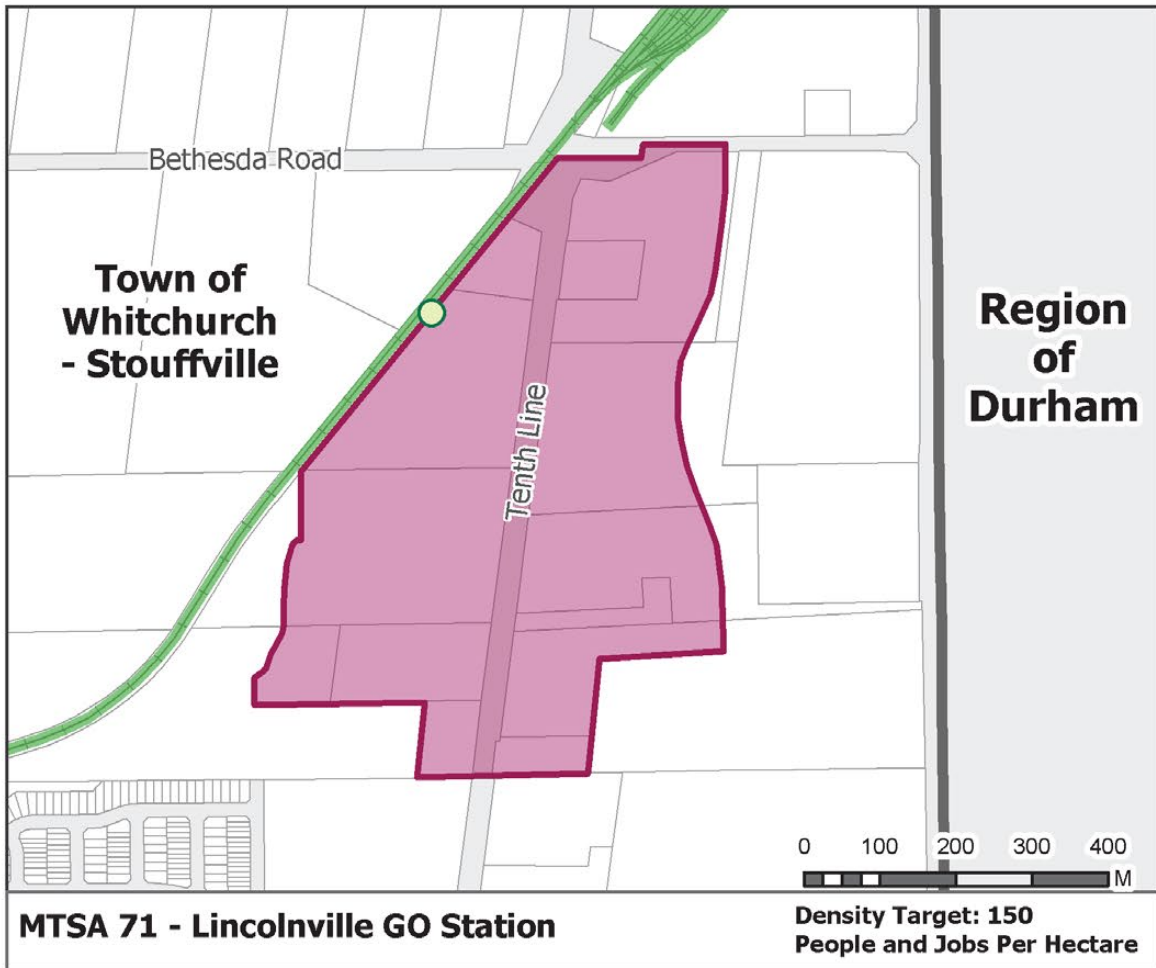 Bethesda Road
Town of
Whitchurch
- Stouffville
Region
of
Durham
Tenth Line
0 100 200 300 400
M
MTSA 71 - Lincolnville GO Station
Density Target: 150
People and Jobs Per Hectare